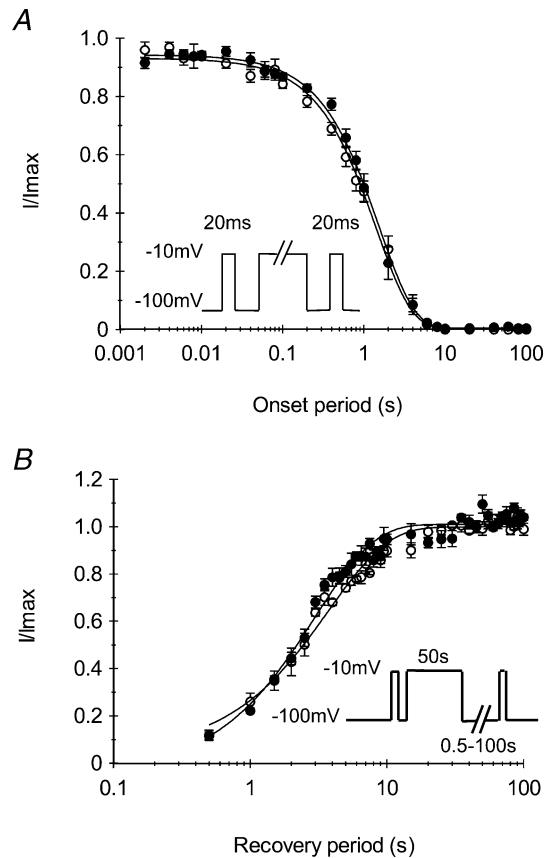 A
1.0
0.8
0.6
0.4
0.2
0
I/Imax
20ms 20ms
-10mV
-100mV
0.001 0.01 0.1 1 10 100
Onset period (s)
B
1.2
1.0
0.8
0.6
0.4
0.2
0
I/Imax
50s
-10mV
-100mV
0.5-100s
0.1 1 10 100
Recovery period (s)